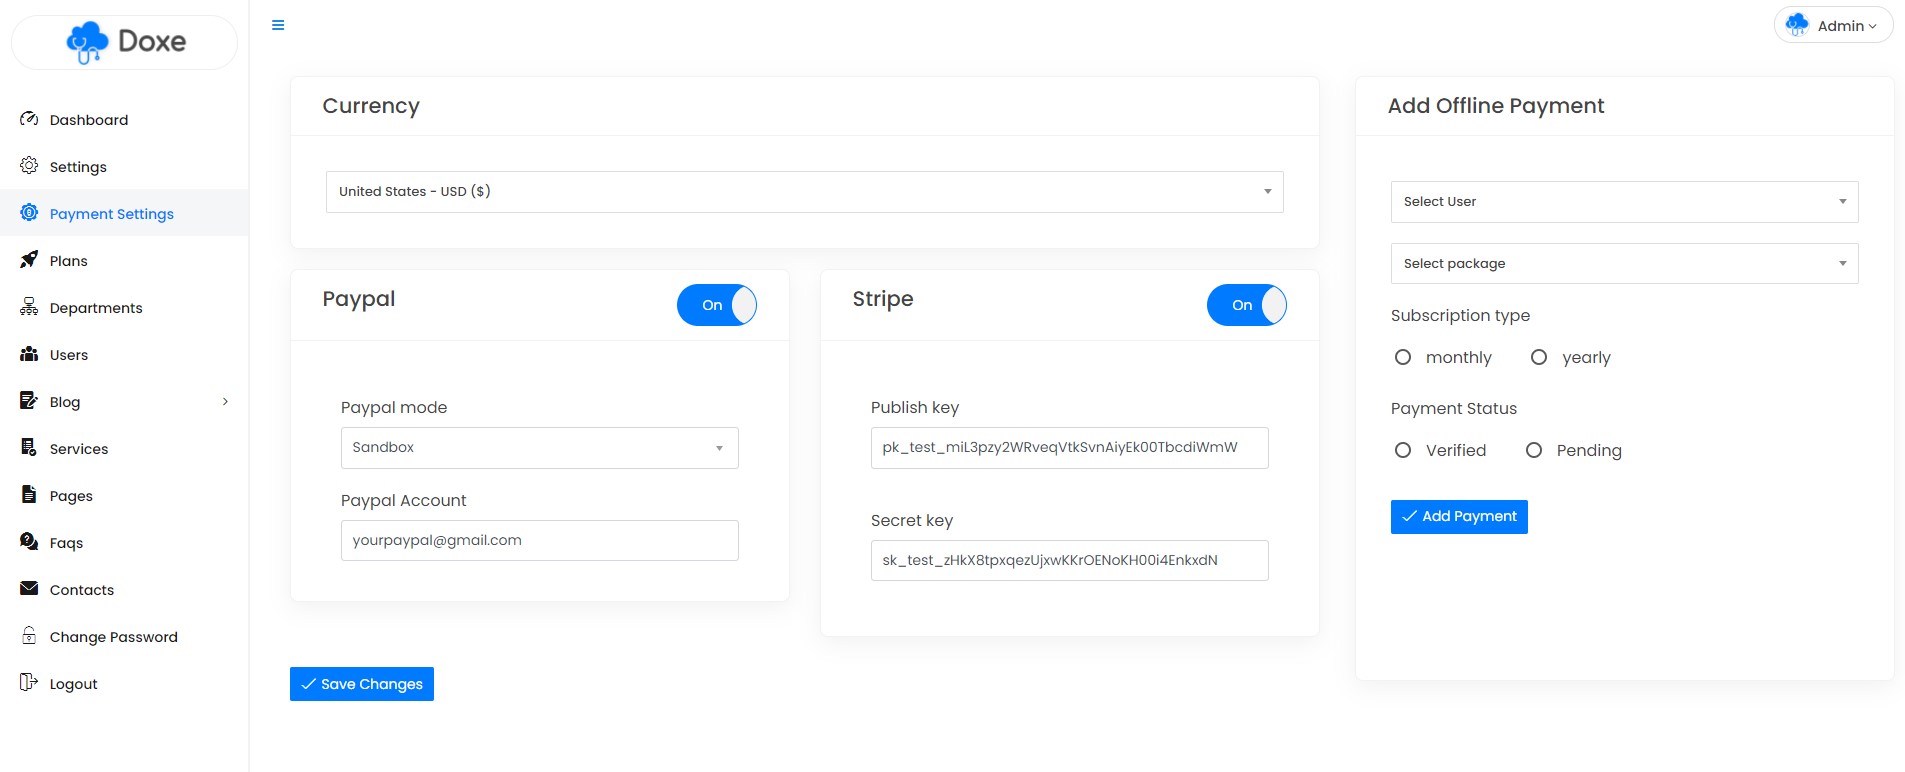 Doxe
Admin
Dashboard
Settings
Payment Settings
Plans
Departments
Users
Blog
Services
Pages
Faqs
Contacts
Change Password
Logout
Currency
United States - USD ($)
Paypal
On
Paypal mode
Sandbox
Paypal Account
yourpaypal@gmail.com
Stripe
On
Publish key
pk_test_miL3pzy2WRveqVtkSvnAiyEk00TbcdiWmW
Secret key
sk_test_zHkX8tpxqezUjxwKKrOENoKH00i4EnkxdN
Save Changes
Add Offline Payment
Select User
Select package
Subscription type
monthly yearly
Payment Status
Verified Pending
Add Payment